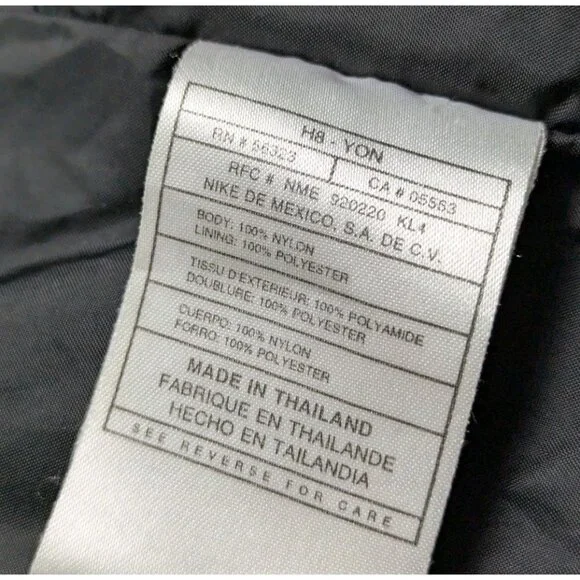 H8 - YON
RN # 56323
CA # 05553
RFC # NME 920220 KL4
NIKE DE MEXICO, S.A. DE C.V.
BODY: 100% NYLON
LINING: 100% POLYESTER
TISSU D'EXTERIEUR: 100% POLYAMIDE
DOUBLURE: 100% POLYESTER
CUERPO: 100% NYLON
FORRO: 100% POLYESTER
MADE IN THAILAND
FABRIQUE EN THAILANDE
HECHO EN TAILANDIA
SEE REVERSE FOR CARE